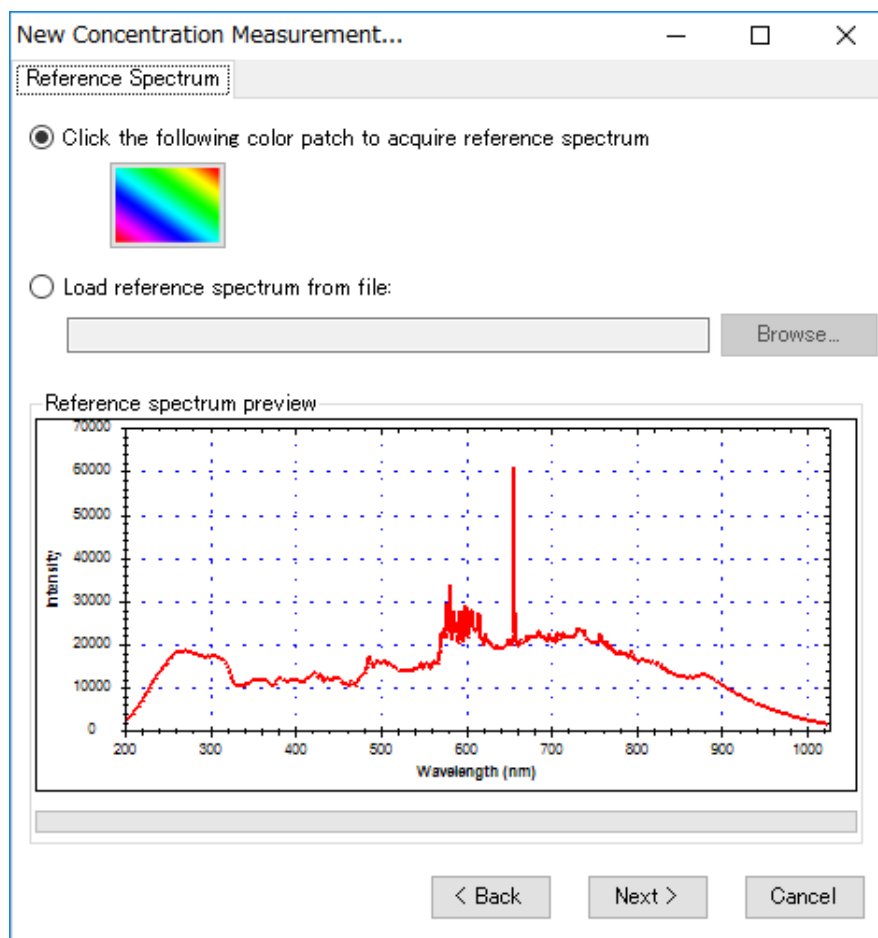 New Concentration Measurement...
Reference Spectrum
Click the following color patch to acquire reference spectrum
Load reference spectrum from file:
Browse...
Reference spectrum preview
70000
60000
50000
40000
30000
20000
10000
0
Intensity
200 300 400 500 600 700 800 900 1000
Wavelength (nm)
< Back Next > Cancel